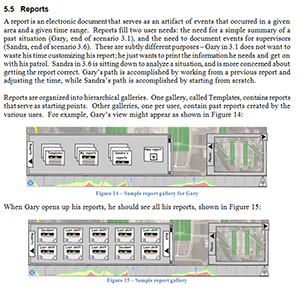 5.5 Reports
A report is an electronic document that serves as an artifact of events that occurred in a given
area and a given time range. Reports fill two user needs: the need for a simple summary of a
past situation (Gary, end of scenario 3.1), and the need to document events for supervisors
(Sandra, end of scenario 3.6). These are subtly different purposes – Gary in 3.1 does not want to
waste his time customizing his report; he just wants to print the information he needs and get on
with his patrol. Sandra in 3.6 is sitting down to analyze a situation, and is more concerned about
getting the report correct. Gary's path is accomplished by working from a previous report and
adjusting the time, while Sandra's path is accomplished by starting from scratch.
Reports are organized into hierarchical galleries. One gallery, called Templates, contains reports
that serve as starting points. Other galleries, one per user, contain past reports created by the
various uses. For example, Gary's view might appear as shown in Figure 14:
Templates
My reports
Sandra's reports
New report
Figure 14 – Sample report gallery for Gary
When Gary opens up his reports, he should see all his reports, shown in Figure 15:
Figure 15 – Sample report gallery